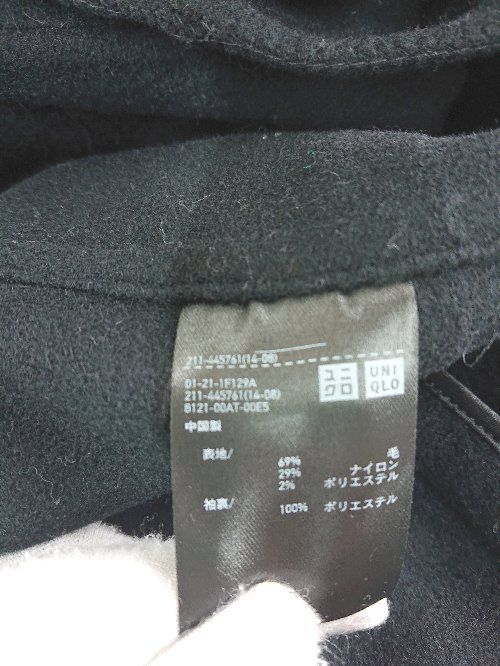 211-445761(14-08)
ユニ
クロ
UNI
QLO
01-21-1F129A
211-445761(14-08)
8121-00AT-00E5
中国製
表地/ 69% 毛
29% ナイロン
2% ポリエステル
袖裏/ 100% ポリエステル